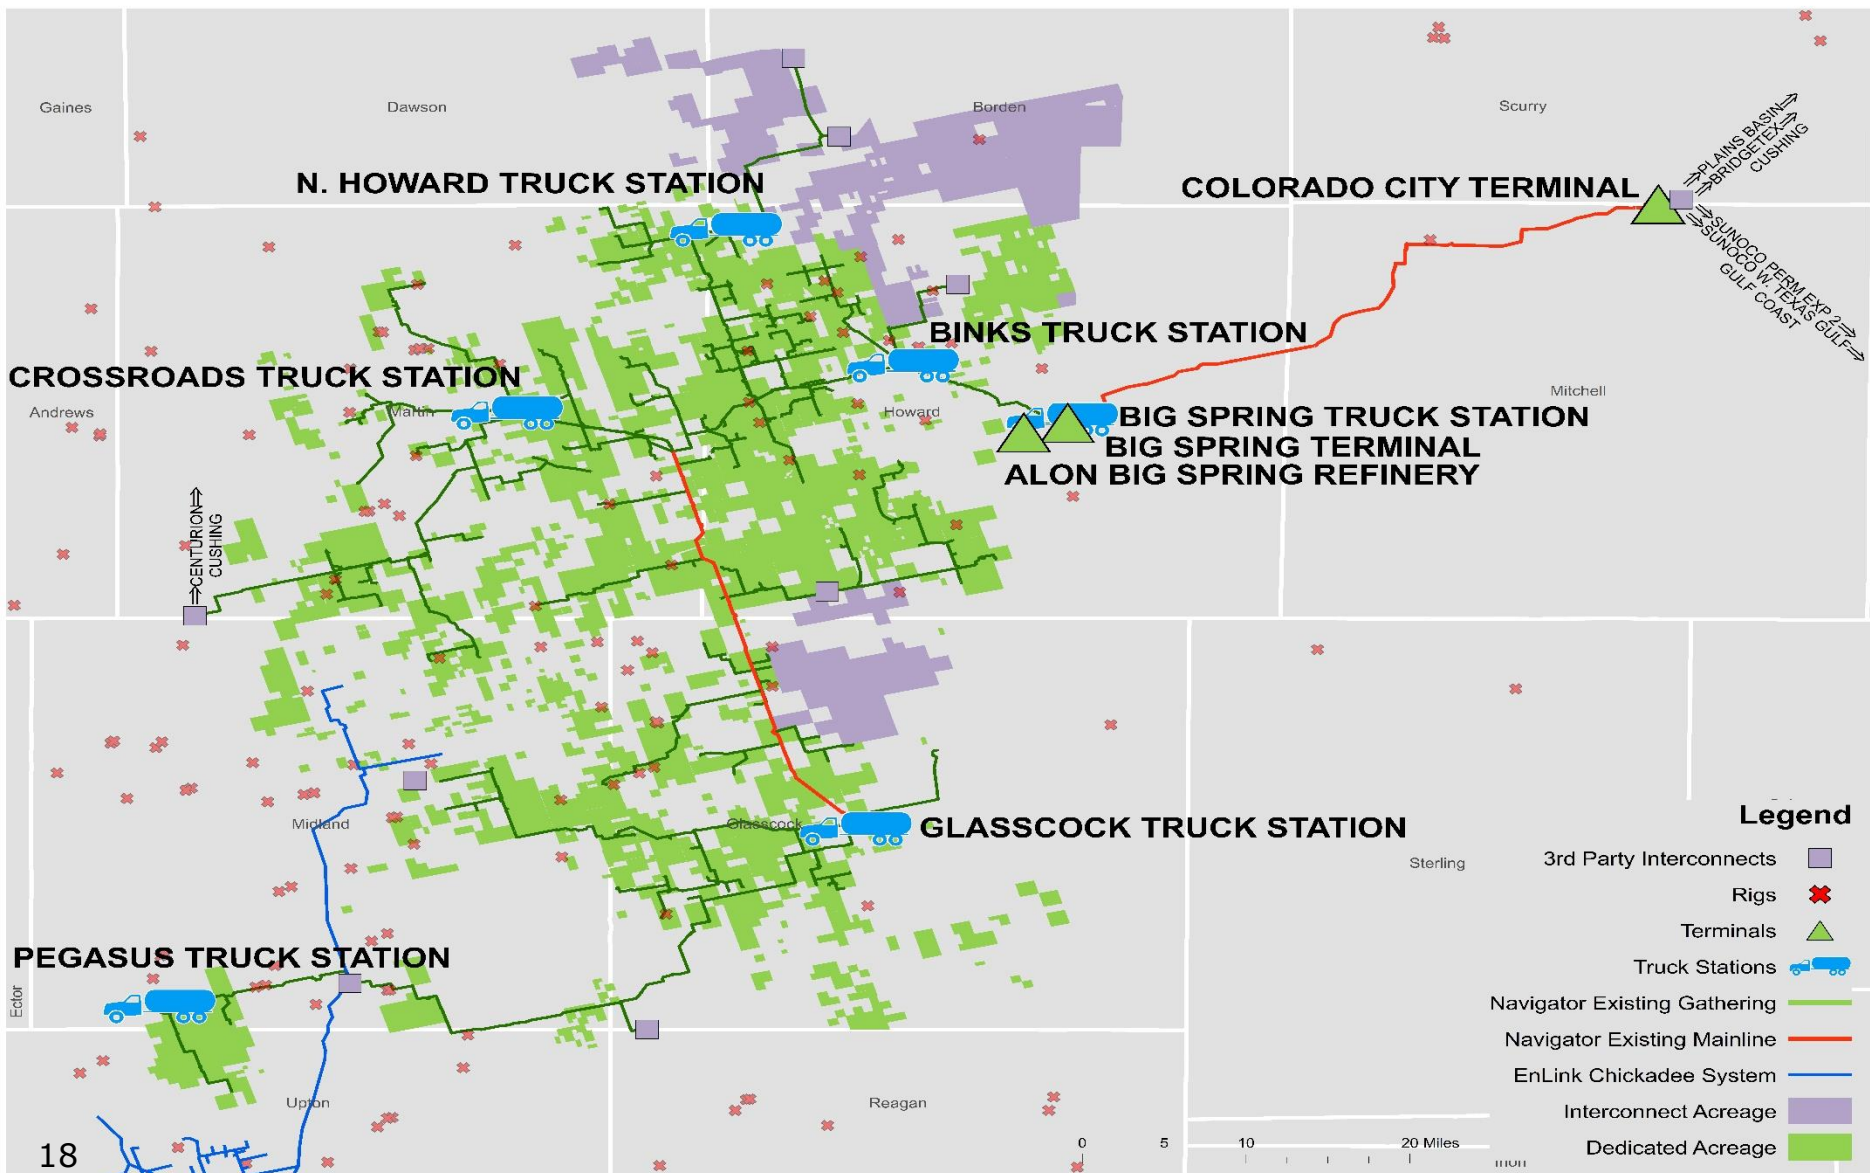 Gaines
Dawson
Borden
Scurry
PLAINS BASIN
BRIDGETEX
CUSHING
N. HOWARD TRUCK STATION
COLORADO CITY TERMINAL
SUNOCO PERM EXP 2
SUNOCO W. TEXAS GULF
GULF COAST
BINKS TRUCK STATION
CROSSROADS TRUCK STATION
Andrews
Martin
Howard
Mitchell
BIG SPRING TRUCK STATION
BIG SPRING TERMINAL
ALON BIG SPRING REFINERY
CENTURION
CUSHING
Midland
Glasscock
GLASSCOCK TRUCK STATION
Sterling
PEGASUS TRUCK STATION
Ector
Upton
Reagan
Legend
3rd Party Interconnects
Rigs
Terminals
Truck Stations
Navigator Existing Gathering
Navigator Existing Mainline
EnLink Chickadee System
Interconnect Acreage
Dedicated Acreage
0 5 10 20 Miles
18